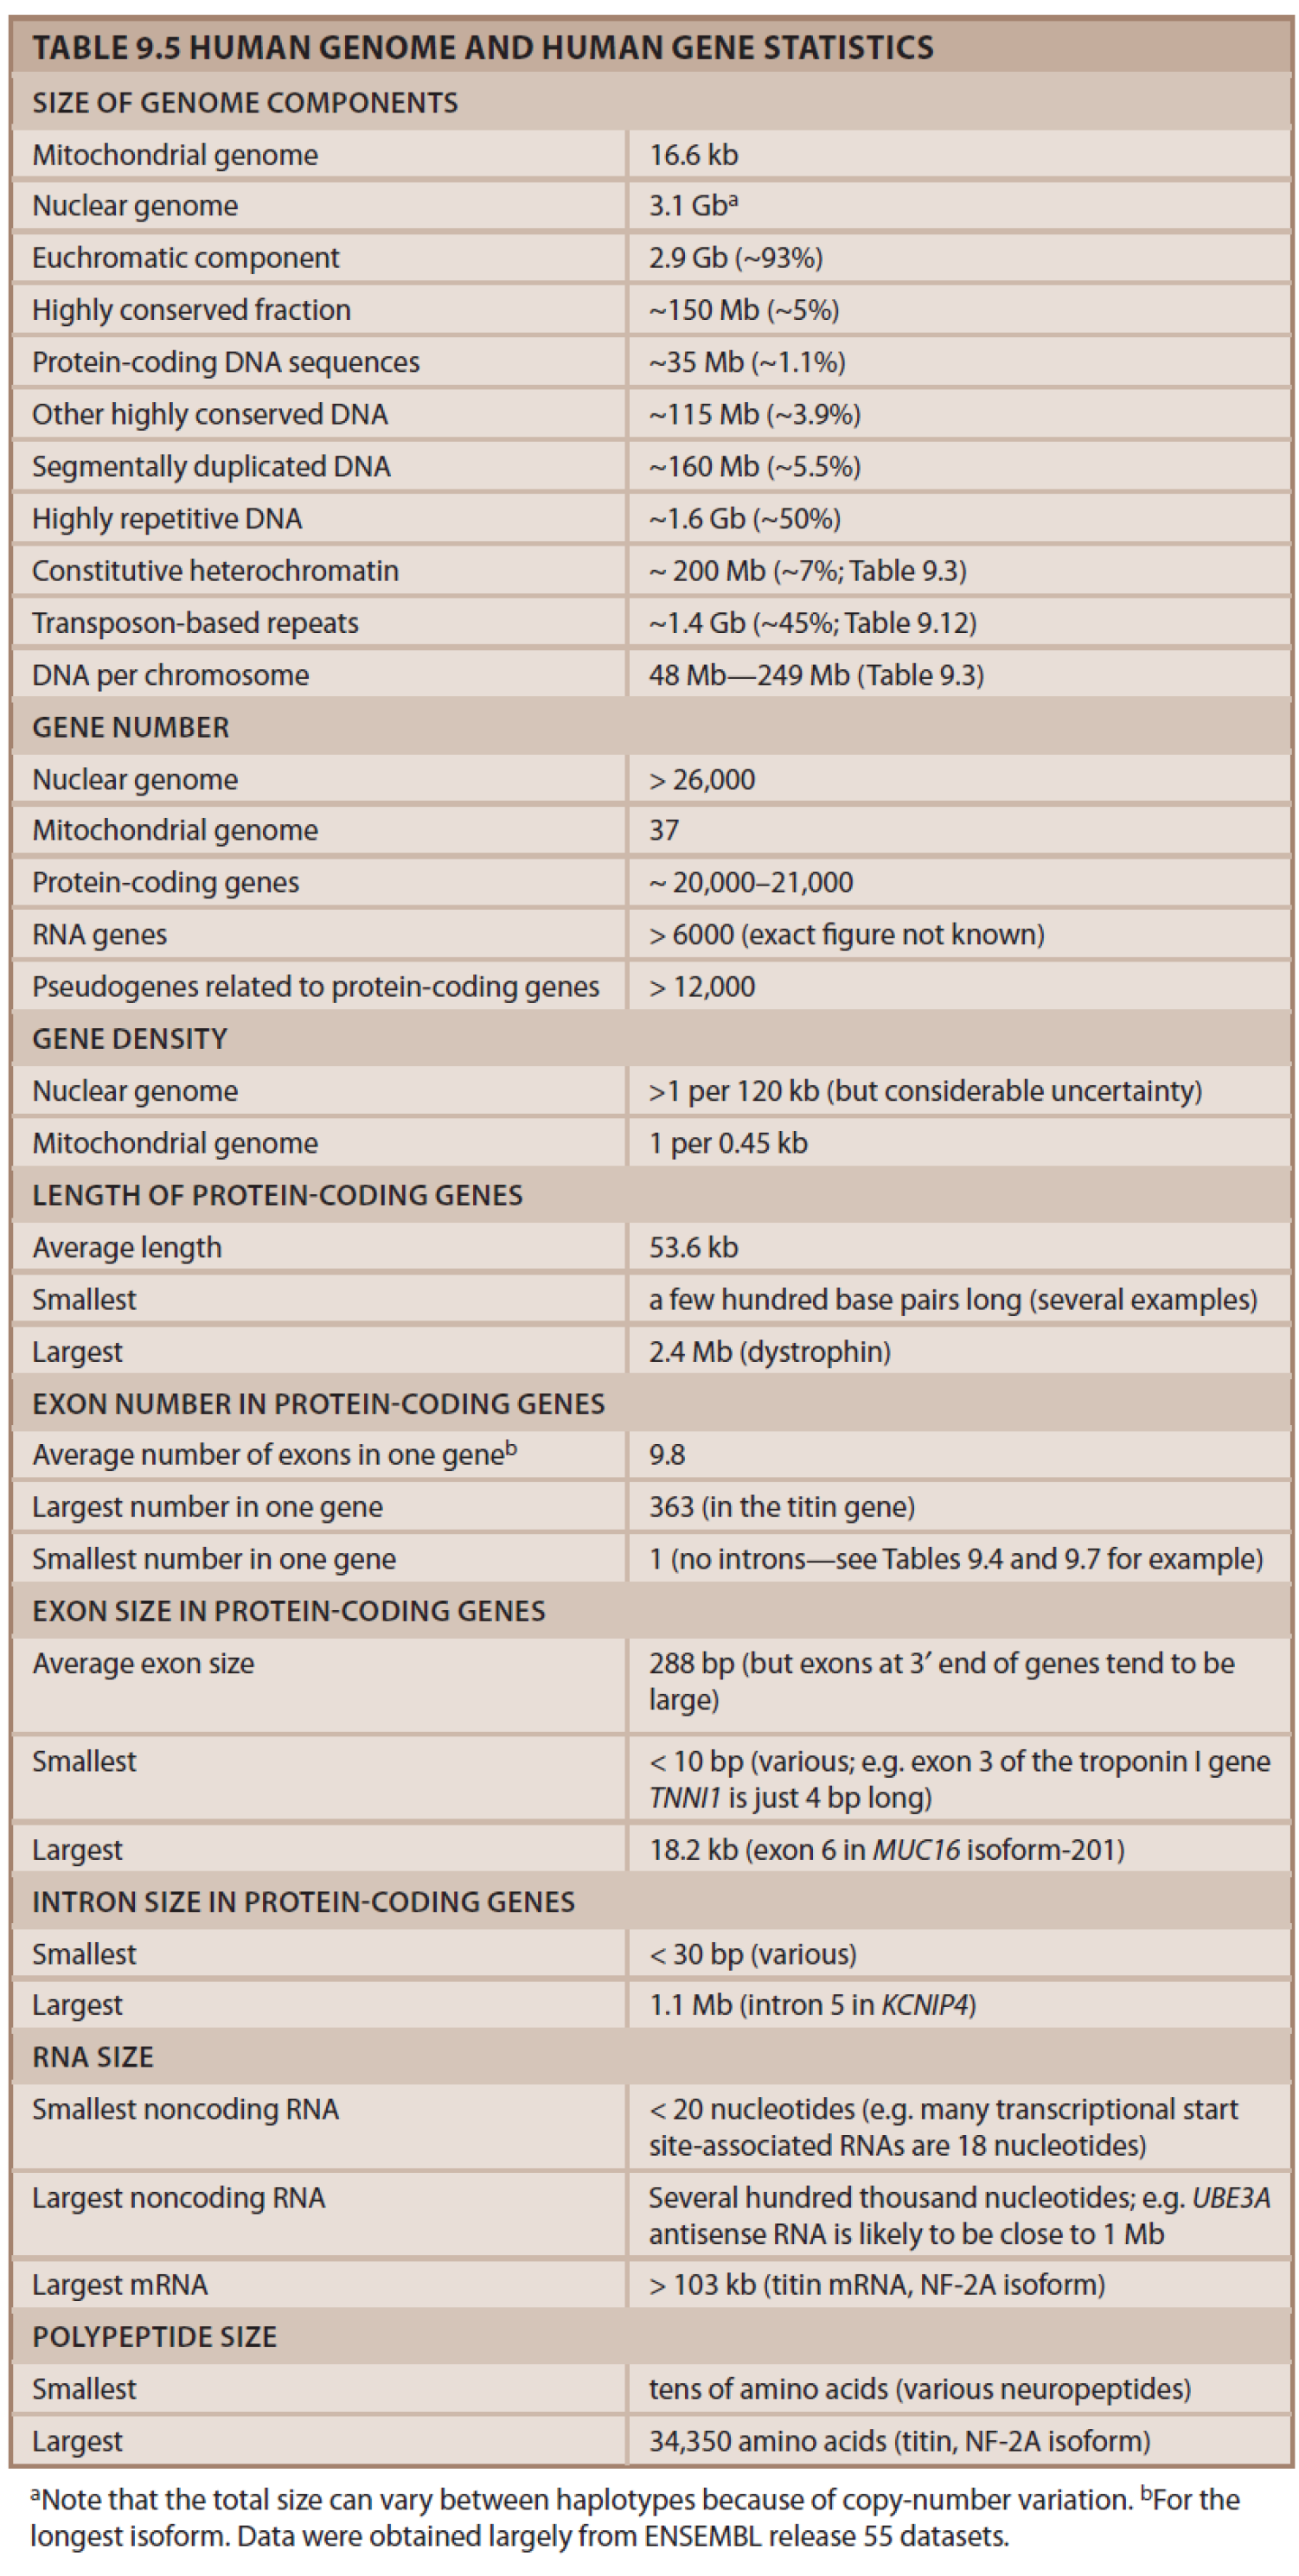 TABLE 9.5 HUMAN GENOME AND HUMAN GENE STATISTICS
SIZE OF GENOME COMPONENTS
Mitochondrial genome 16.6 kb
Nuclear genome 3.1 Gbᵃ
Euchromatic component 2.9 Gb (~93%)
Highly conserved fraction ~150 Mb (~5%)
Protein-coding DNA sequences ~35 Mb (~1.1%)
Other highly conserved DNA ~115 Mb (~3.9%)
Segmentally duplicated DNA ~160 Mb (~5.5%)
Highly repetitive DNA ~1.6 Gb (~50%)
Constitutive heterochromatin ~ 200 Mb (~7%; Table 9.3)
Transposon-based repeats ~1.4 Gb (~45%; Table 9.12)
DNA per chromosome 48 Mb—249 Mb (Table 9.3)
GENE NUMBER
Nuclear genome > 26,000
Mitochondrial genome 37
Protein-coding genes ~ 20,000–21,000
RNA genes > 6000 (exact figure not known)
Pseudogenes related to protein-coding genes > 12,000
GENE DENSITY
Nuclear genome >1 per 120 kb (but considerable uncertainty)
Mitochondrial genome 1 per 0.45 kb
LENGTH OF PROTEIN-CODING GENES
Average length 53.6 kb
Smallest a few hundred base pairs long (several examples)
Largest 2.4 Mb (dystrophin)
EXON NUMBER IN PROTEIN-CODING GENES
Average number of exons in one geneᵇ 9.8
Largest number in one gene 363 (in the titin gene)
Smallest number in one gene 1 (no introns—see Tables 9.4 and 9.7 for example)
EXON SIZE IN PROTEIN-CODING GENES
Average exon size 288 bp (but exons at 3′ end of genes tend to be
large)
Smallest < 10 bp (various; e.g. exon 3 of the troponin I gene
TNNI1 is just 4 bp long)
Largest 18.2 kb (exon 6 in MUC16 isoform-201)
INTRON SIZE IN PROTEIN-CODING GENES
Smallest < 30 bp (various)
Largest 1.1 Mb (intron 5 in KCNIP4)
RNA SIZE
Smallest noncoding RNA < 20 nucleotides (e.g. many transcriptional start
site-associated RNAs are 18 nucleotides)
Largest noncoding RNA Several hundred thousand nucleotides; e.g. UBE3A
antisense RNA is likely to be close to 1 Mb
Largest mRNA > 103 kb (titin mRNA, NF-2A isoform)
POLYPEPTIDE SIZE
Smallest tens of amino acids (various neuropeptides)
Largest 34,350 amino acids (titin, NF-2A isoform)
ᵃNote that the total size can vary between haplotypes because of copy-number variation. ᵇFor the
longest isoform. Data were obtained largely from ENSEMBL release 55 datasets.